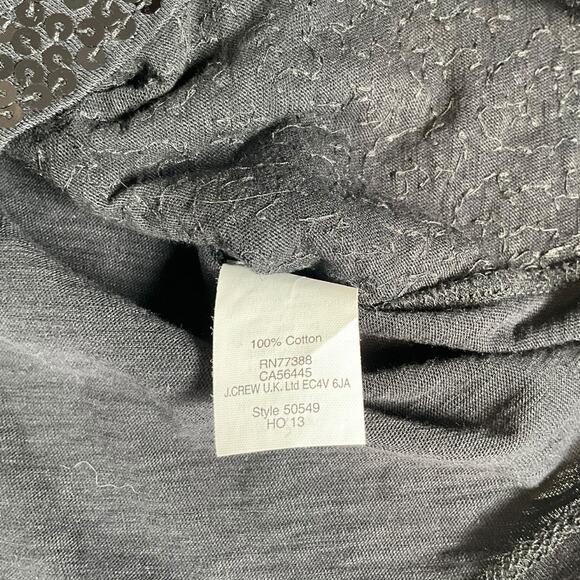 100% Cotton
RN77388
CA56445
J.CREW U.K. Ltd EC4V 6JA
Style 50549
HO 13